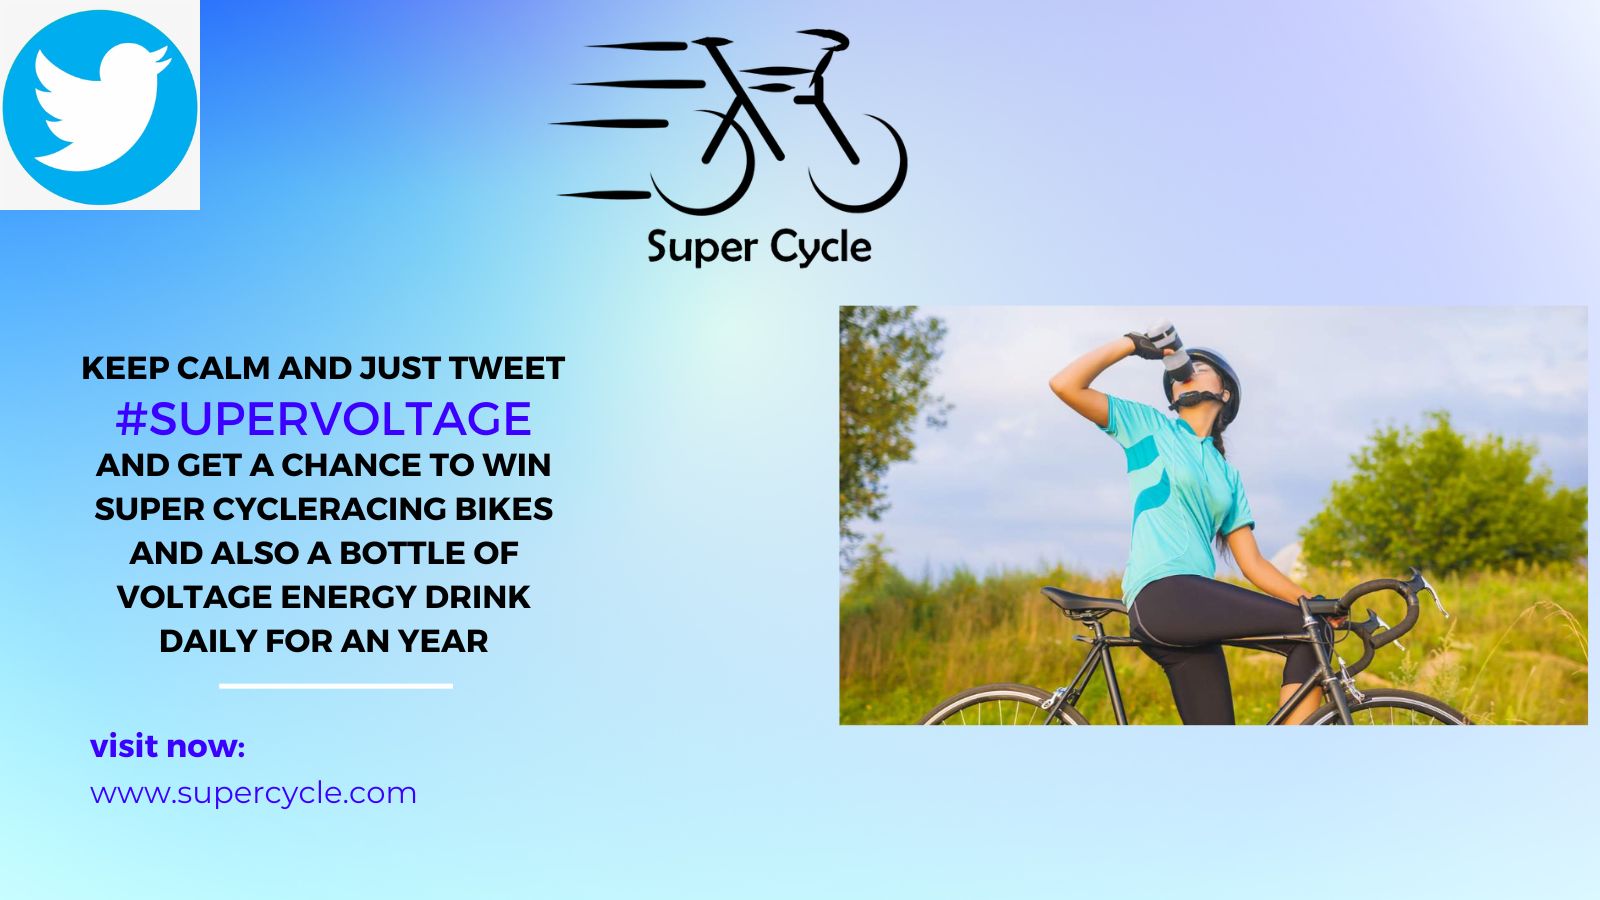 Super Cycle
KEEP CALM AND JUST TWEET
#SUPERVOLTAGE
AND GET A CHANCE TO WIN
SUPER CYCLERACING BIKES
AND ALSO A BOTTLE OF
VOLTAGE ENERGY DRINK
DAILY FOR AN YEAR
visit now:
www.supercycle.com